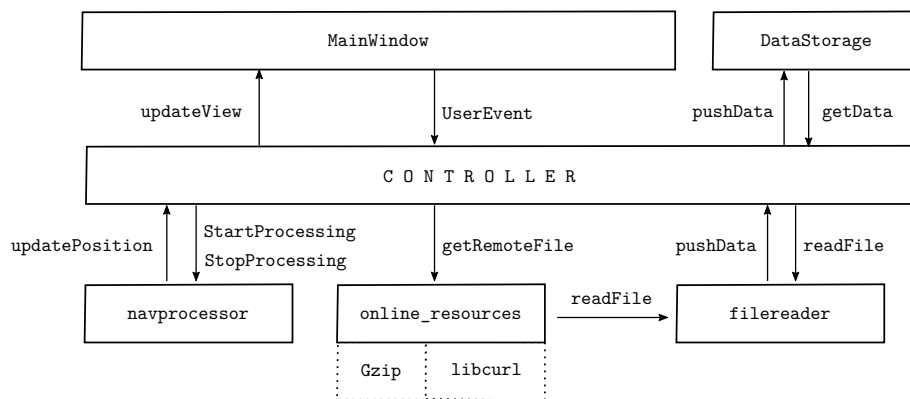 MainWindow
DataStorage
updateView
UserEvent
pushData
getData
C O N T R O L L E R
updatePosition
StartProcessing
StopProcessing
getRemoteFile
pushData
readFile
navprocessor
online_resources
readFile
filereader
Gzip
libcurl